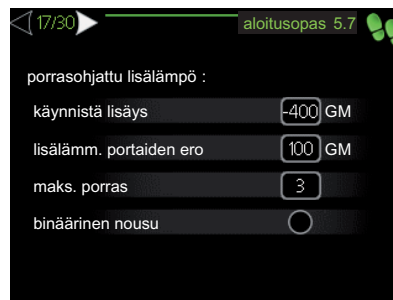 17/30
aloitusopas 5.7
porrasohjattu lisälämpö :
käynnistä lisäys -400 GM
lisälämm. portaiden ero 100 GM
maks. porras 3
binäärinen nousu